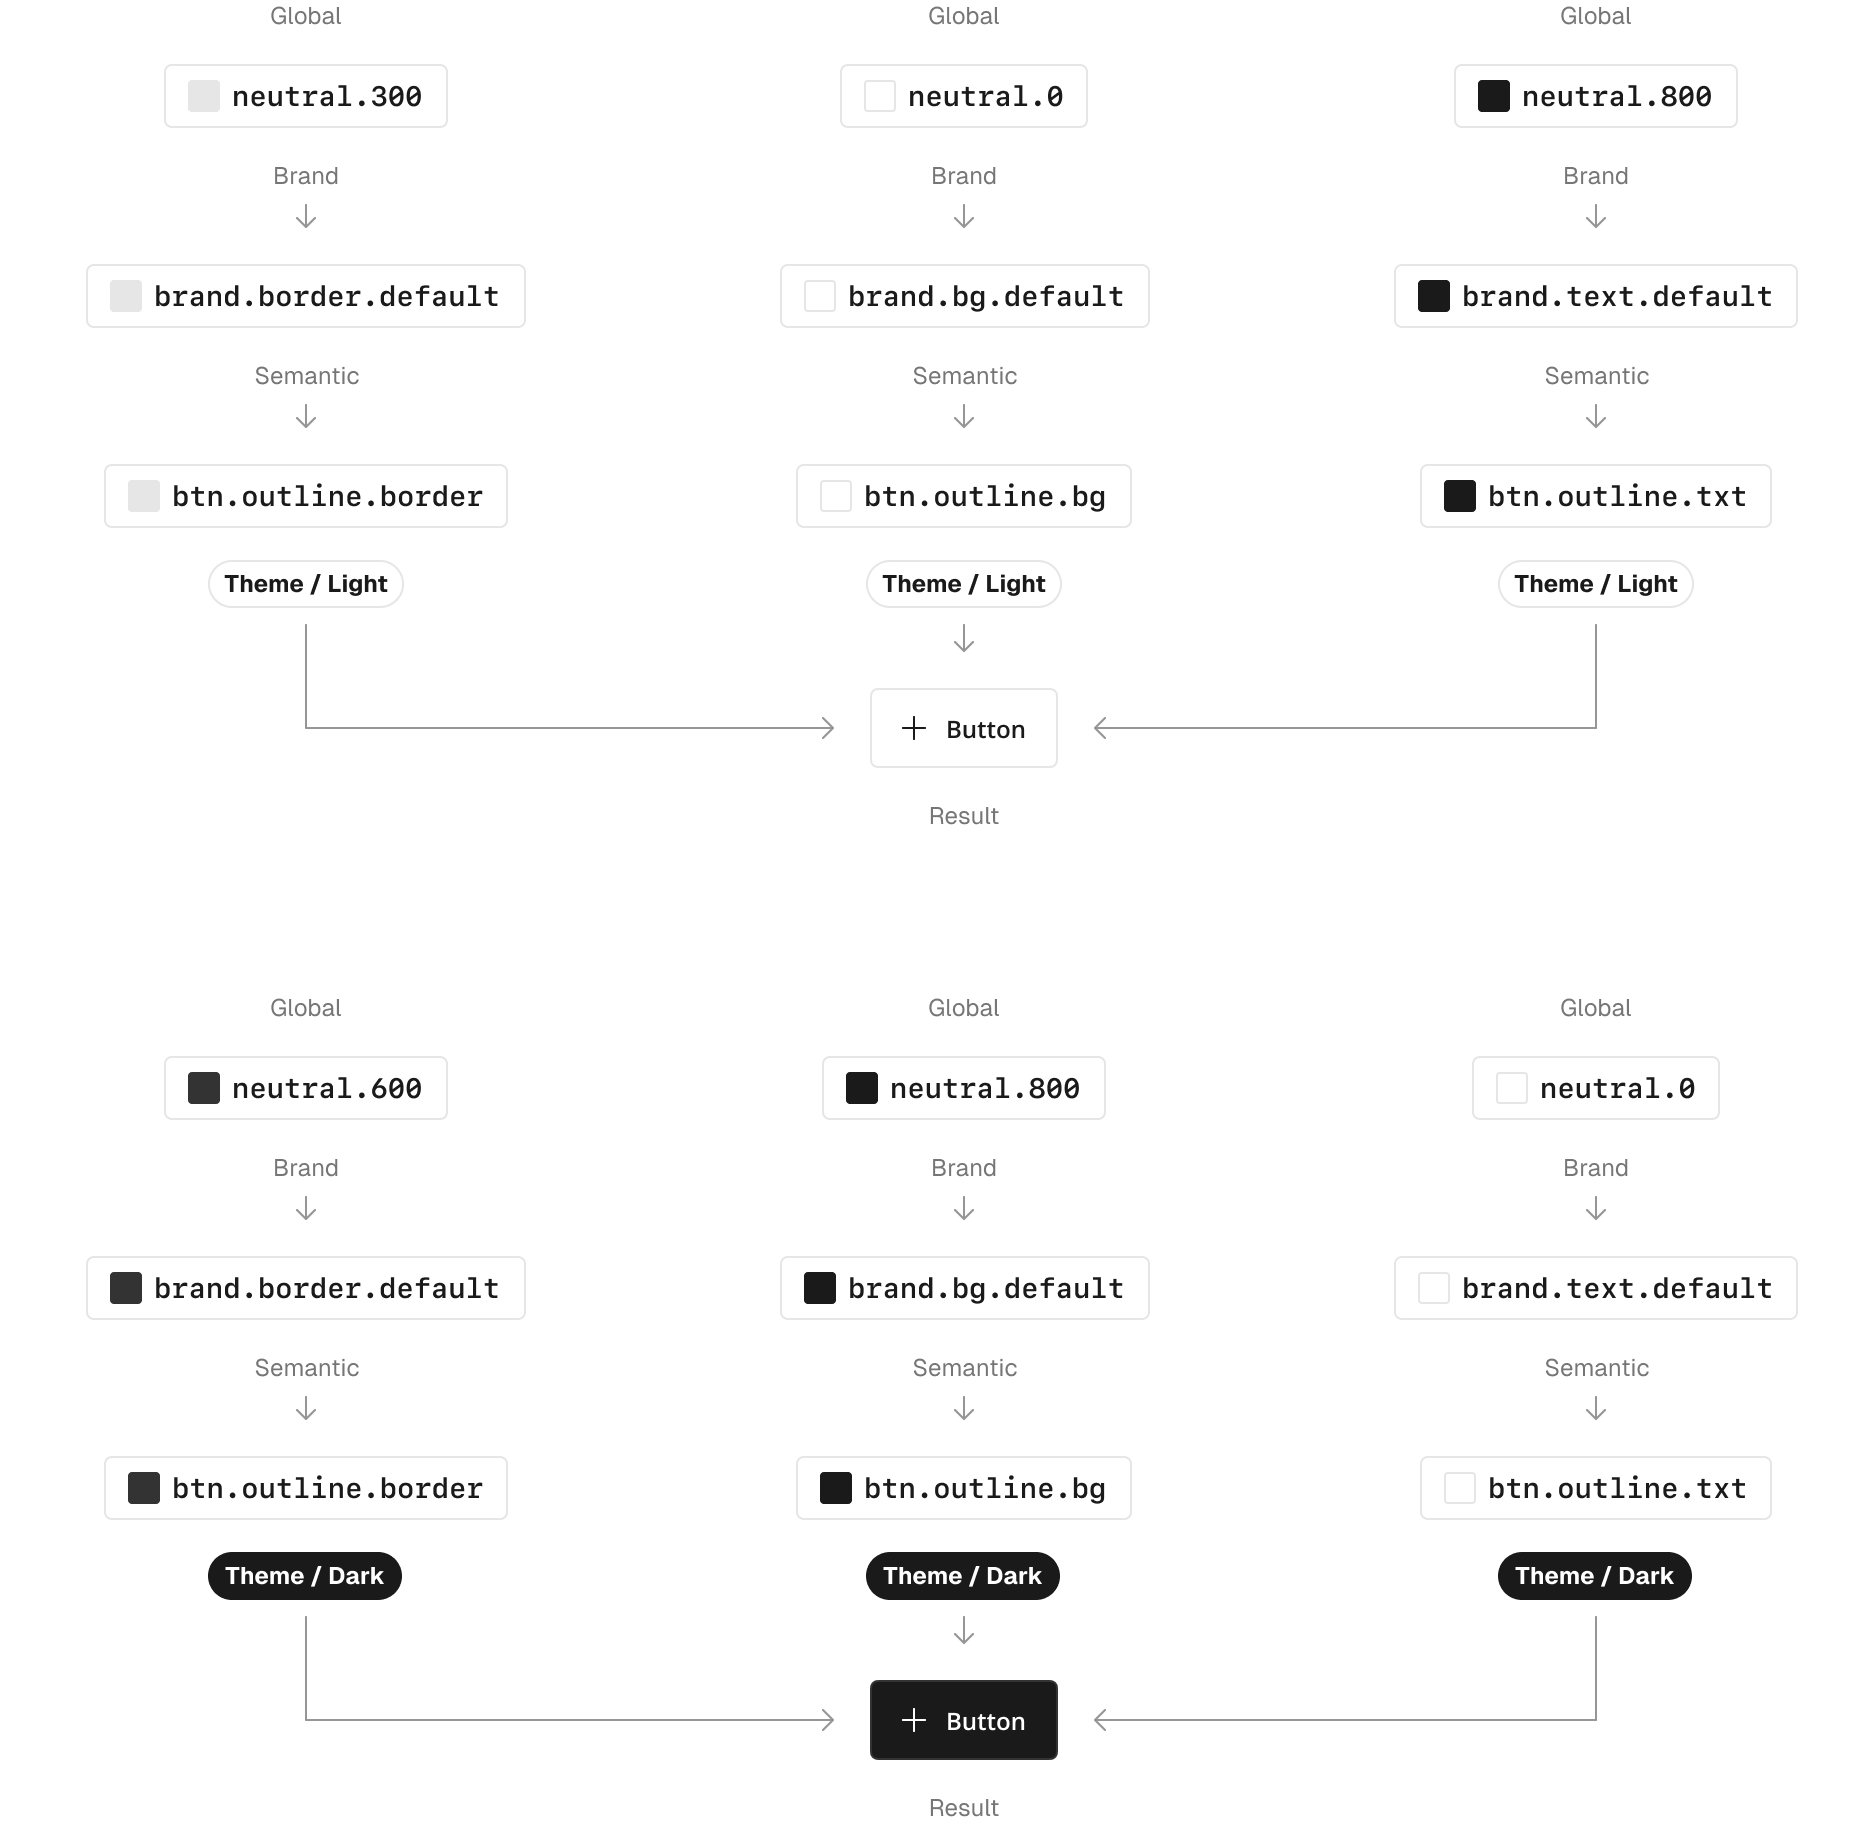 Global
Global
Global
neutral.300
neutral.0
neutral.800
Brand
Brand
Brand
brand.border.default
brand.bg.default
brand.text.default
Semantic
Semantic
Semantic
btn.outline.border
btn.outline.bg
btn.outline.txt
Theme / Light
Theme / Light
Theme / Light
Button
Result
Global
Global
Global
neutral.600
neutral.800
neutral.0
Brand
Brand
Brand
brand.border.default
brand.bg.default
brand.text.default
Semantic
Semantic
Semantic
btn.outline.border
btn.outline.bg
btn.outline.txt
Theme / Dark
Theme / Dark
Theme / Dark
Button
Result